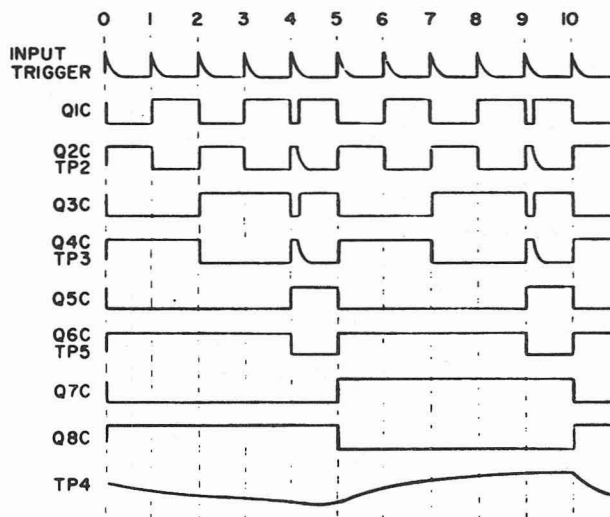 0 1 2 3 4 5 6 7 8 9 10
INPUT
TRIGGER
Q1C
Q2C
TP2
Q3C
Q4C
TP3
Q5C
Q6C
TP5
Q7C
Q8C
TP4